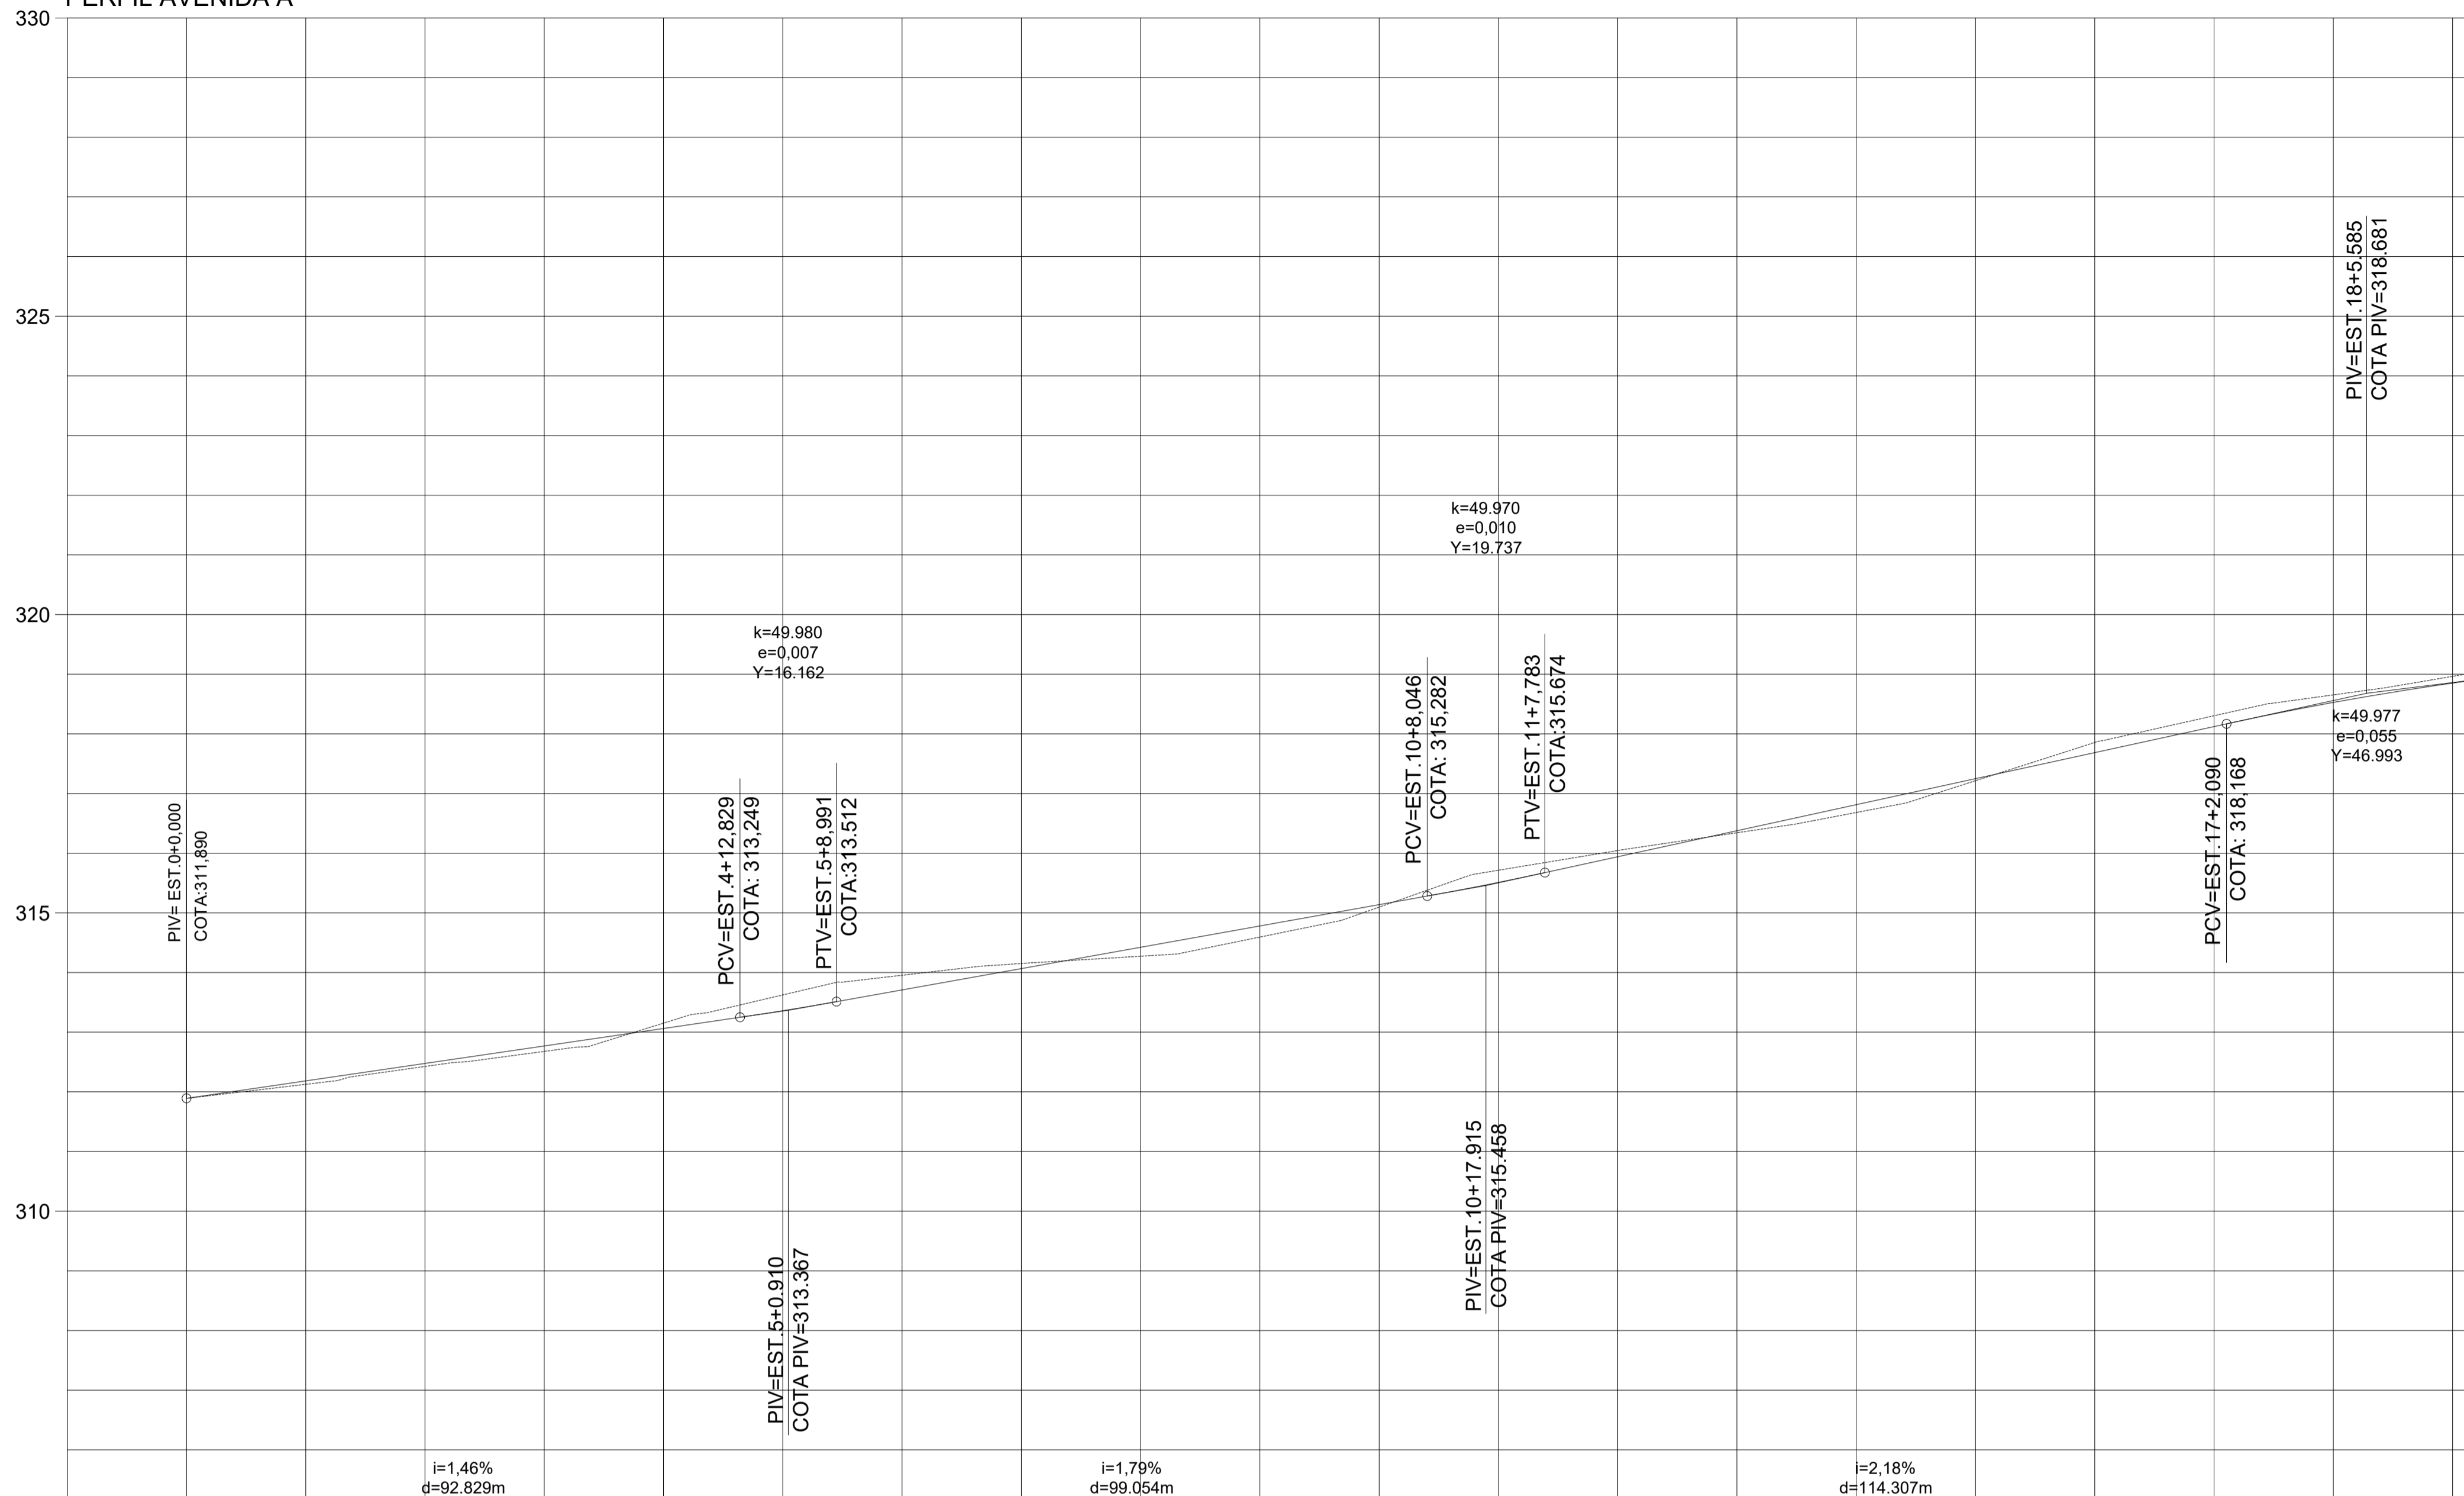 PERFIL AVENIDA A
330
325
320
315
310
PIV= EST.0+0,000
COTA:311,890
PCV=EST.4+12,829
COTA: 313,249
k=49.980
e=0,007
Y=16.162
PIV=EST.5+0.910
COTA PIV=313.367
PTV=EST.5+8,991
COTA:313.512
PCV=EST.10+8,046
COTA: 315,282
k=49.970
e=0,010
Y=19.737
PIV=EST.10+17.915
COTA PIV=315.458
PTV=EST.11+7,783
COTA:315.674
PCV=EST.17+2,090
COTA: 318,168
PIV=EST.18+5.585
COTA PIV=318.681
k=49.977
e=0,055
Y=46.993
i=1,46%
d=92.829m
i=1,79%
d=99.054m
i=2,18%
d=114.307m